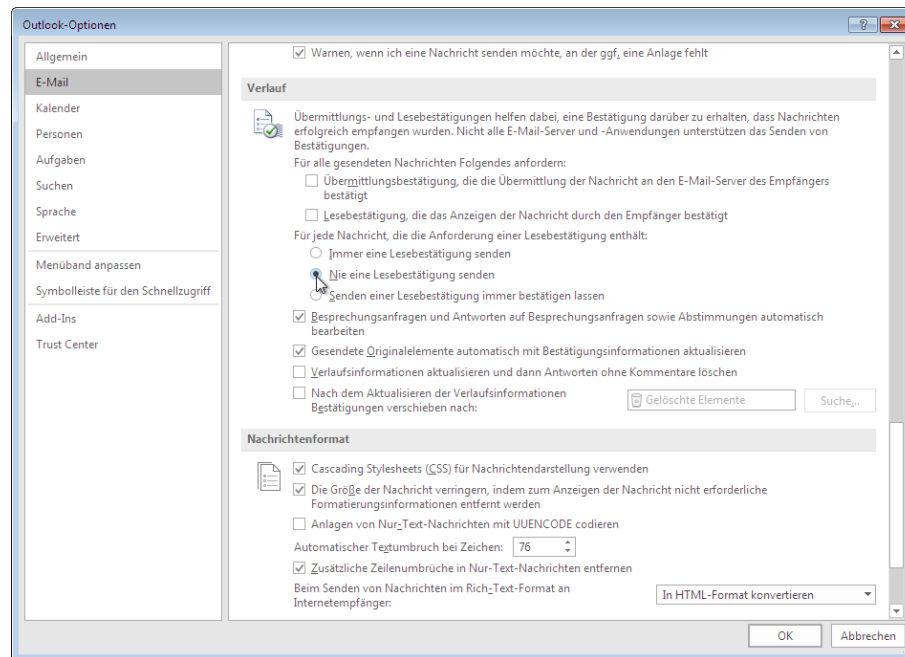 Outlook-Optionen
Allgemein
E-Mail
Kalender
Personen
Aufgaben
Suchen
Sprache
Erweitert
Menüband anpassen
Symbolleiste für den Schnellzugriff
Add-Ins
Trust Center
Warnen, wenn ich eine Nachricht senden möchte, an der ggf. eine Anlage fehlt
Verlauf
Übermittlungs- und Lesebestätigungen helfen dabei, eine Bestätigung darüber zu erhalten, dass Nachrichten
erfolgreich empfangen wurden. Nicht alle E-Mail-Server und -Anwendungen unterstützen das Senden von
Bestätigungen.
Für alle gesendeten Nachrichten Folgendes anfordern:
Übermittlungsbestätigung, die die Übermittlung der Nachricht an den E-Mail-Server des Empfängers
bestätigt
Lesebestätigung, die das Anzeigen der Nachricht durch den Empfänger bestätigt
Für jede Nachricht, die die Anforderung einer Lesebestätigung enthält:
Immer eine Lesebestätigung senden
Nie eine Lesebestätigung senden
Senden einer Lesebestätigung immer bestätigen lassen
Besprechungsanfragen und Antworten auf Besprechungsanfragen sowie Abstimmungen automatisch
bearbeiten
Gesendete Originalelemente automatisch mit Bestätigungsinformationen aktualisieren
Verlaufsinformationen aktualisieren und dann Antworten ohne Kommentare löschen
Nach dem Aktualisieren der Verlaufsinformationen
Bestätigungen verschieben nach:
Gelöschte Elemente
Suche...
Nachrichtenformat
Cascading Stylesheets (CSS) für Nachrichtendarstellung verwenden
Die Größe der Nachricht verringern, indem zum Anzeigen der Nachricht nicht erforderliche
Formatierungsinformationen entfernt werden
Anlagen von Nur-Text-Nachrichten mit UUENCODE codieren
Automatischer Textumbruch bei Zeichen: 76
Zusätzliche Zeilenumbrüche in Nur-Text-Nachrichten entfernen
Beim Senden von Nachrichten im Rich-Text-Format an
Internetempfänger:
In HTML-Format konvertieren
OK
Abbrechen